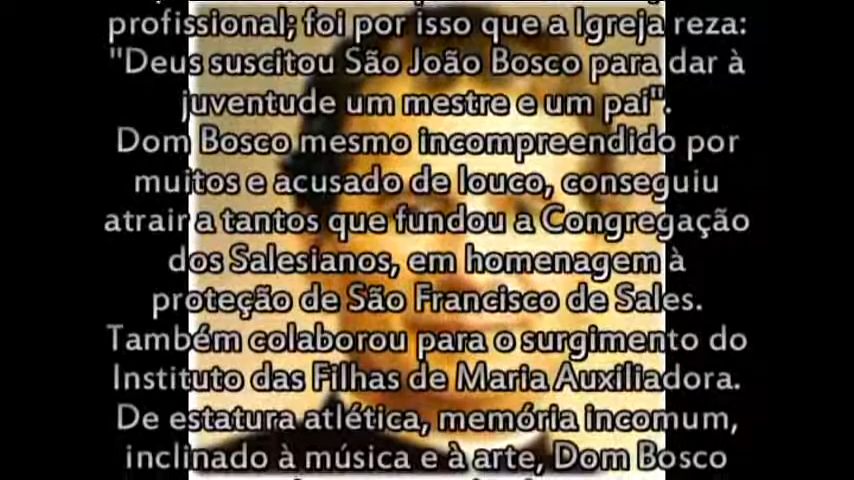 profissional; foi por isso que a Igreja reza:
"Deus suscitou São João Bosco para dar à
juventude um mestre e um pai".
Dom Bosco mesmo incompreendido por
muitos e acusado de louco, conseguiu
atrair a tantos que fundou a Congregação
dos Salesianos, em homenagem à
proteção de São Francisco de Sales.
Também colaborou para o surgimento do
Instituto das Filhas de Maria Auxiliadora.
De estatura atlética, memória incomum,
inclinado à música e à arte, Dom Bosco